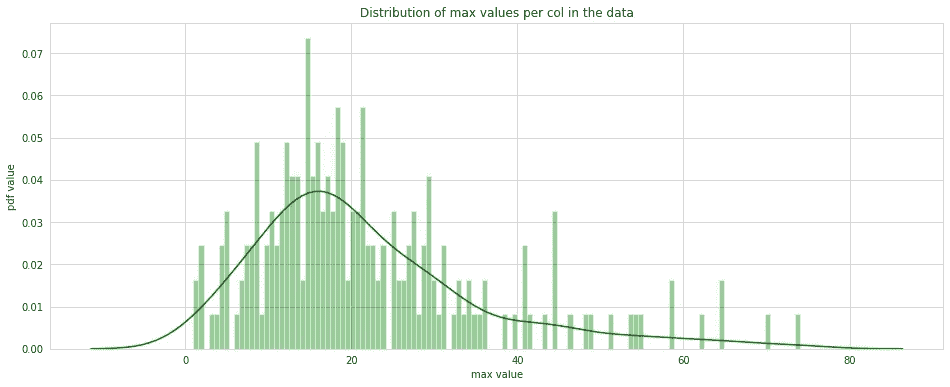 Distribution of max values per col in the data
pdf value
0.07
0.06
0.05
0.04
0.03
0.02
0.01
0.00
0 20 40 60 80
max value